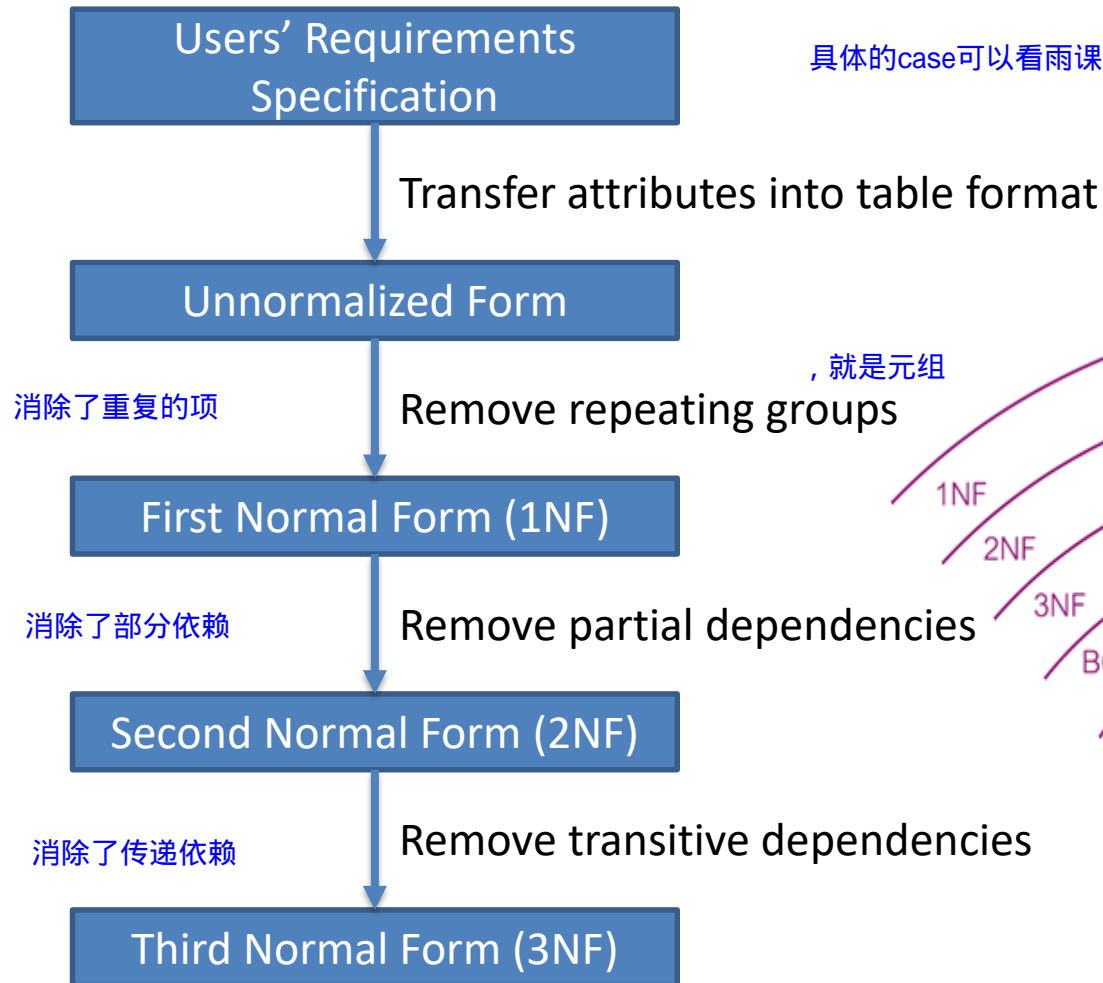 Users' Requirements
Specification
具体的case可以看雨课
Transfer attributes into table format
Unnormalized Form
，就是元组
消除了重复的项
Remove repeating groups
First Normal Form (1NF)
1NF
2NF
3NF
消除了部分依赖
Remove partial dependencies
Second Normal Form (2NF)
消除了传递依赖
Remove transitive dependencies
Third Normal Form (3NF)